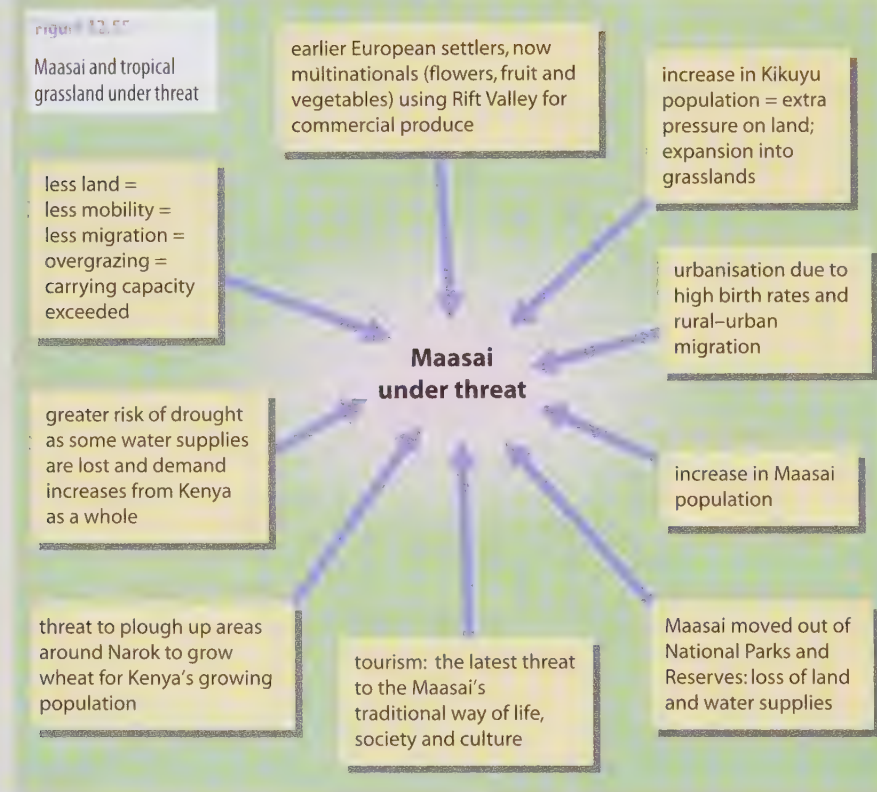 Maasai and tropical
grassland under threat
earlier European settlers, now
multinationals (flowers, fruit and
vegetables) using Rift Valley for
commercial produce
increase in Kikuyu
population = extra
pressure on land;
expansion into
grasslands
less land =
less mobility =
less migration =
overgrazing =
carrying capacity
exceeded
urbanisation due to
high birth rates and
rural–urban
migration
Maasai
under threat
greater risk of drought
as some water supplies
are lost and demand
increases from Kenya
as a whole
increase in Maasai
population
threat to plough up areas
around Narok to grow
wheat for Kenya's growing
population
tourism: the latest threat
to the Maasai's
traditional way of life,
society and culture
Maasai moved out of
National Parks and
Reserves: loss of land
and water supplies